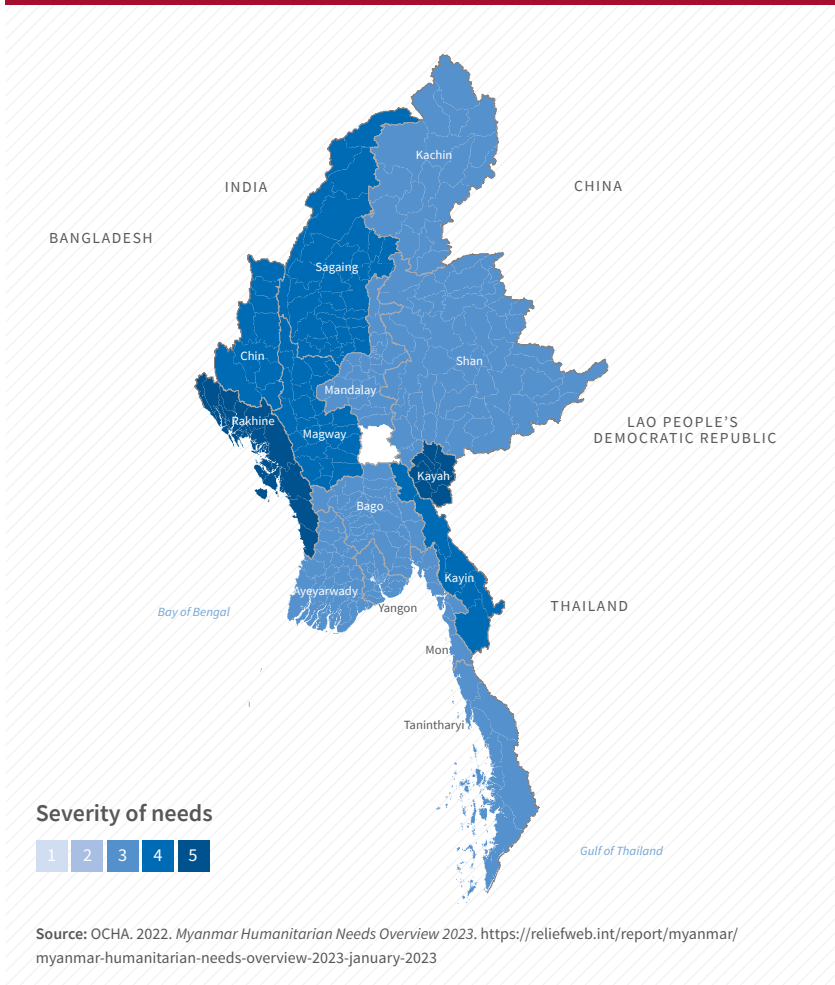 Kachin
INDIA
CHINA
BANGLADESH
Sagaing
Chin
Shan
Mandalay
Rakhine
LAO PEOPLE'S
DEMOCRATIC REPUBLIC
Magway
Kayah
Bago
Kayin
Ayeyarwady
Yangon
THAILAND
Bay of Bengal
Mon
Tanintharyi
Severity of needs
1 2 3 4 5
Gulf of Thailand
Source: OCHA. 2022. Myanmar Humanitarian Needs Overview 2023. https://reliefweb.int/report/myanmar/
myanmar-humanitarian-needs-overview-2023-january-2023